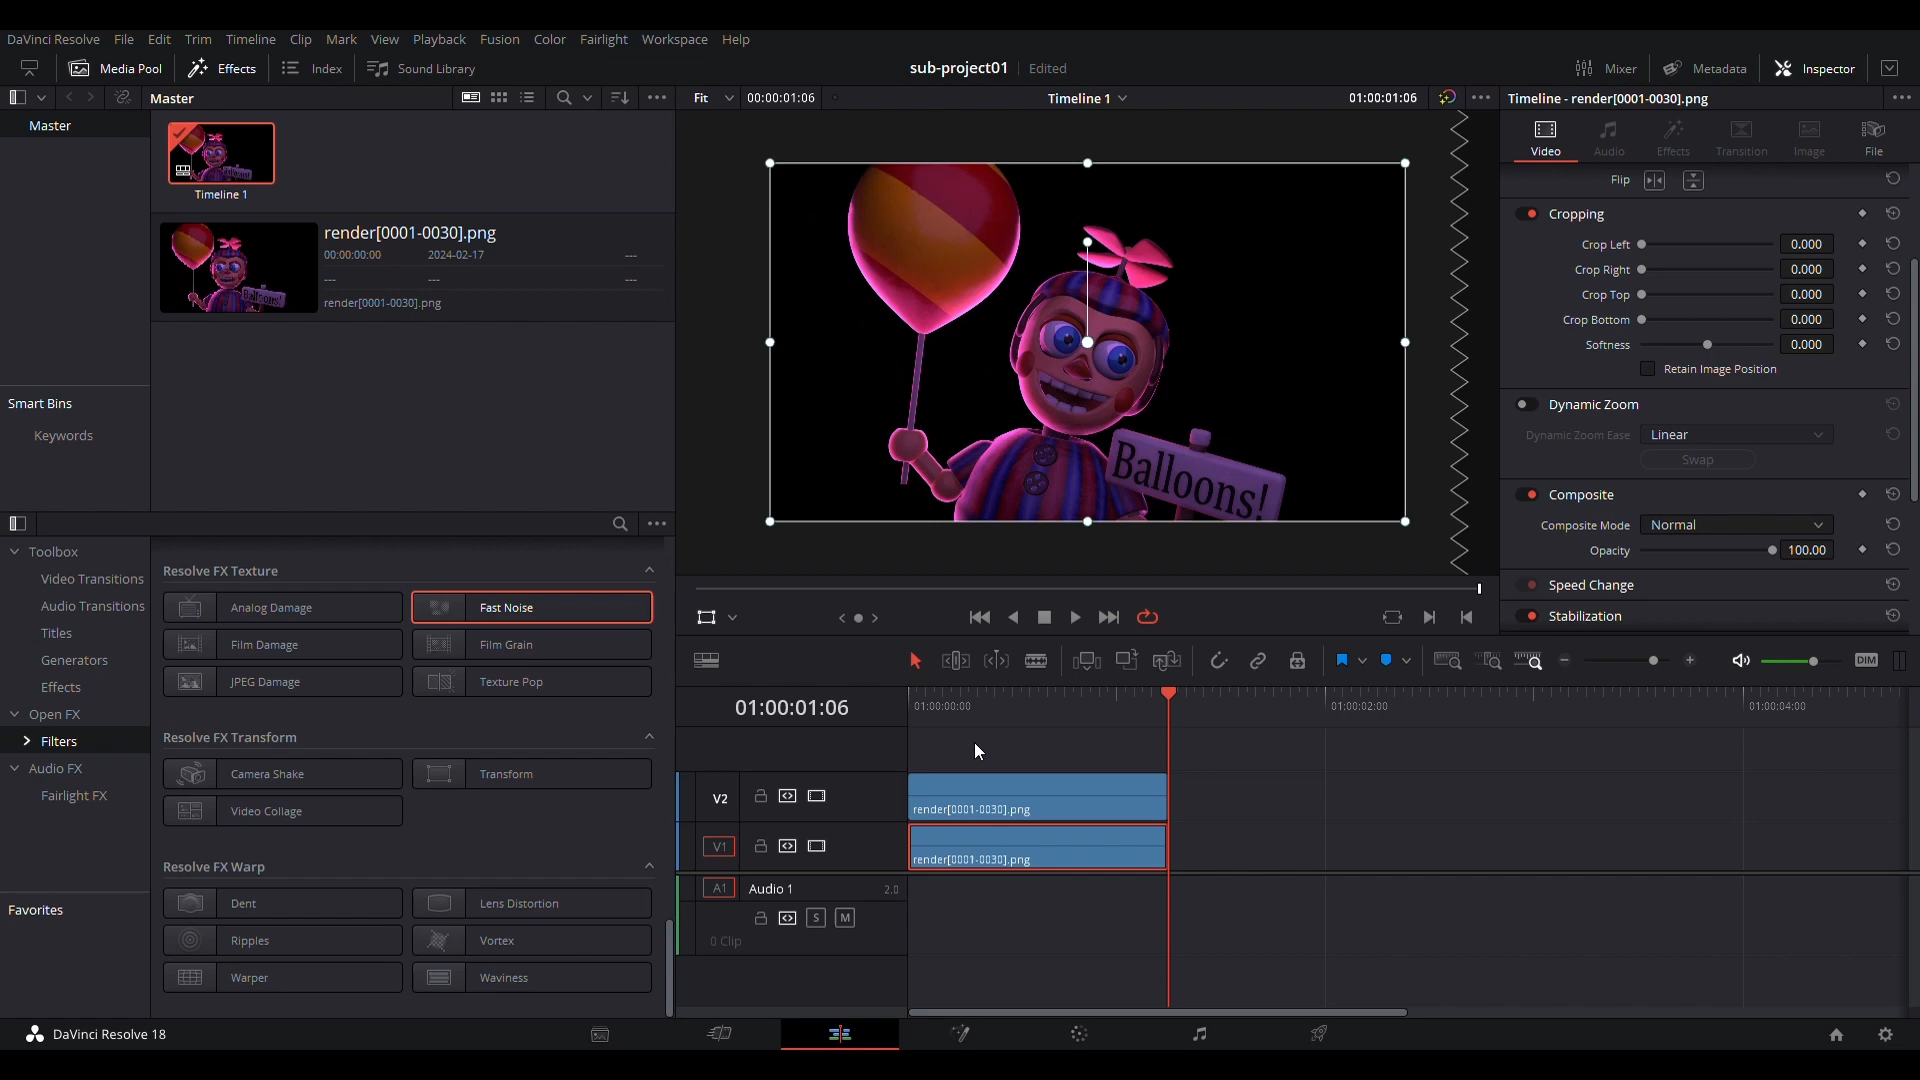 DaVinci Resolve File Edit Trim Timeline Clip Mark View Playback Fusion Color Fairlight Workspace Help
Media Pool Effects Index Sound Library sub-project01 Edited Mixer Metadata Inspector
Master Fit 00:00:01:06 Timeline 1 01:00:01:06 Timeline - render[0001-0030].png
Master
Timeline 1
render[0001-0030].png
00:00:00:00 2024-02-17 ---
--- --- ---
render[0001-0030].png
Smart Bins
Keywords
Balloons!
Video Audio Effects Transition Image File
Flip
Cropping
Crop Left 0.000
Crop Right 0.000
Crop Top 0.000
Crop Bottom 0.000
Softness 0.000
Retain Image Position
Dynamic Zoom
Dynamic Zoom Ease Linear
Swap
Composite
Composite Mode Normal
Opacity 100.00
Speed Change
Stabilization
Toolbox
Video Transitions
Audio Transitions
Titles
Generators
Effects
Open FX
Filters
Audio FX
Fairlight FX
Favorites
Resolve FX Texture
Analog Damage Fast Noise
Film Damage Film Grain
JPEG Damage Texture Pop
Resolve FX Transform
Camera Shake Transform
Video Collage
Resolve FX Warp
Dent Lens Distortion
Ripples Vortex
Warper Waviness
DIM
01:00:01:06 01:00:00:00 01:00:02:00 01:00:04:00
V2 render[0001-0030].png
V1 render[0001-0030].png
A1 Audio 1 2.0
S M
0 Clip
DaVinci Resolve 18